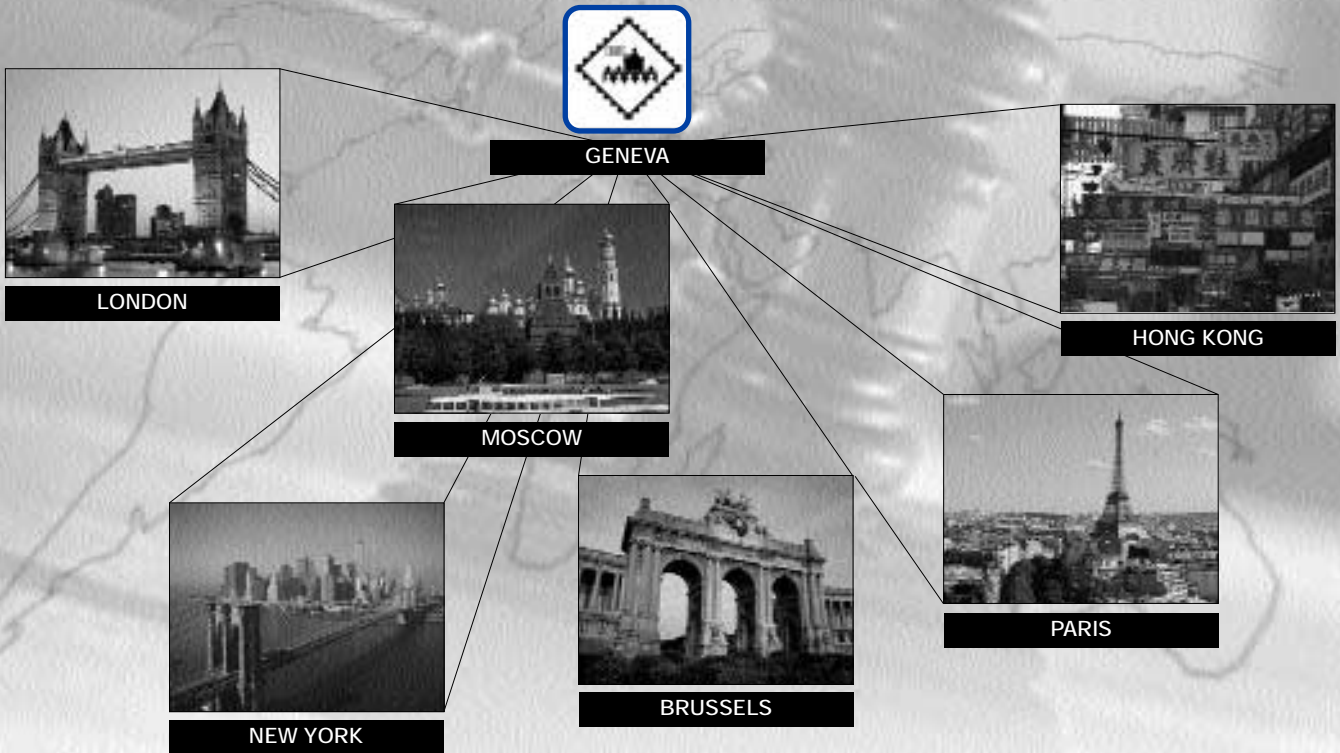 GENEVA
LONDON
HONG KONG
MOSCOW
PARIS
BRUSSELS
NEW YORK